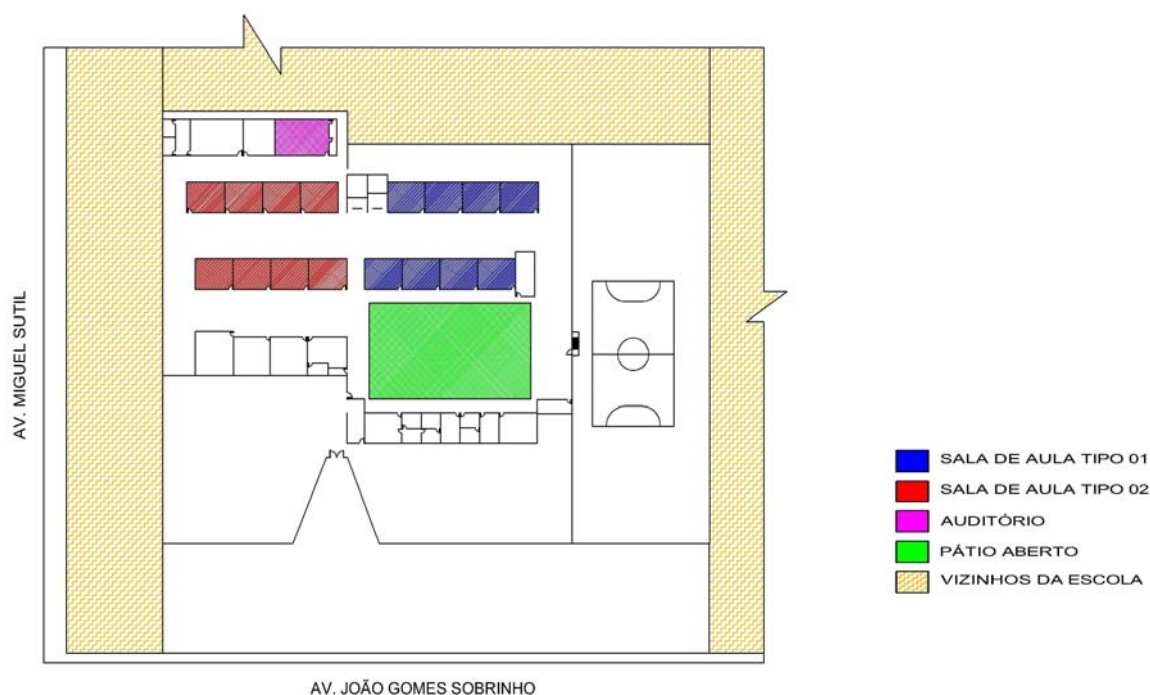 AV. MIGUEL SUTIL
SALA DE AULA TIPO 01
SALA DE AULA TIPO 02
AUDITÓRIO
PÁTIO ABERTO
VIZINHOS DA ESCOLA
AV. JOÃO GOMES SOBRINHO